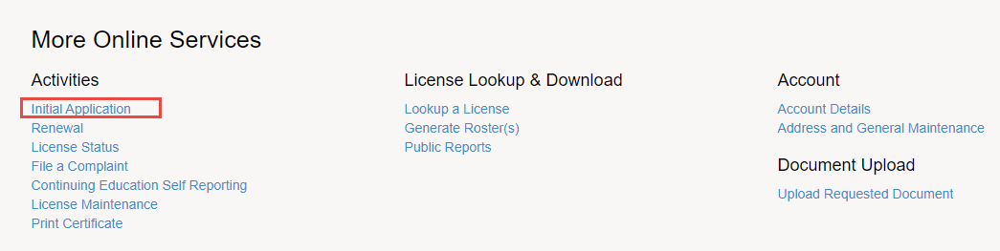 More Online Services
Activities
Initial Application
Renewal
License Status
File a Complaint
Continuing Education Self Reporting
License Maintenance
Print Certificate
License Lookup & Download
Lookup a License
Generate Roster(s)
Public Reports
Account
Account Details
Address and General Maintenance
Document Upload
Upload Requested Document